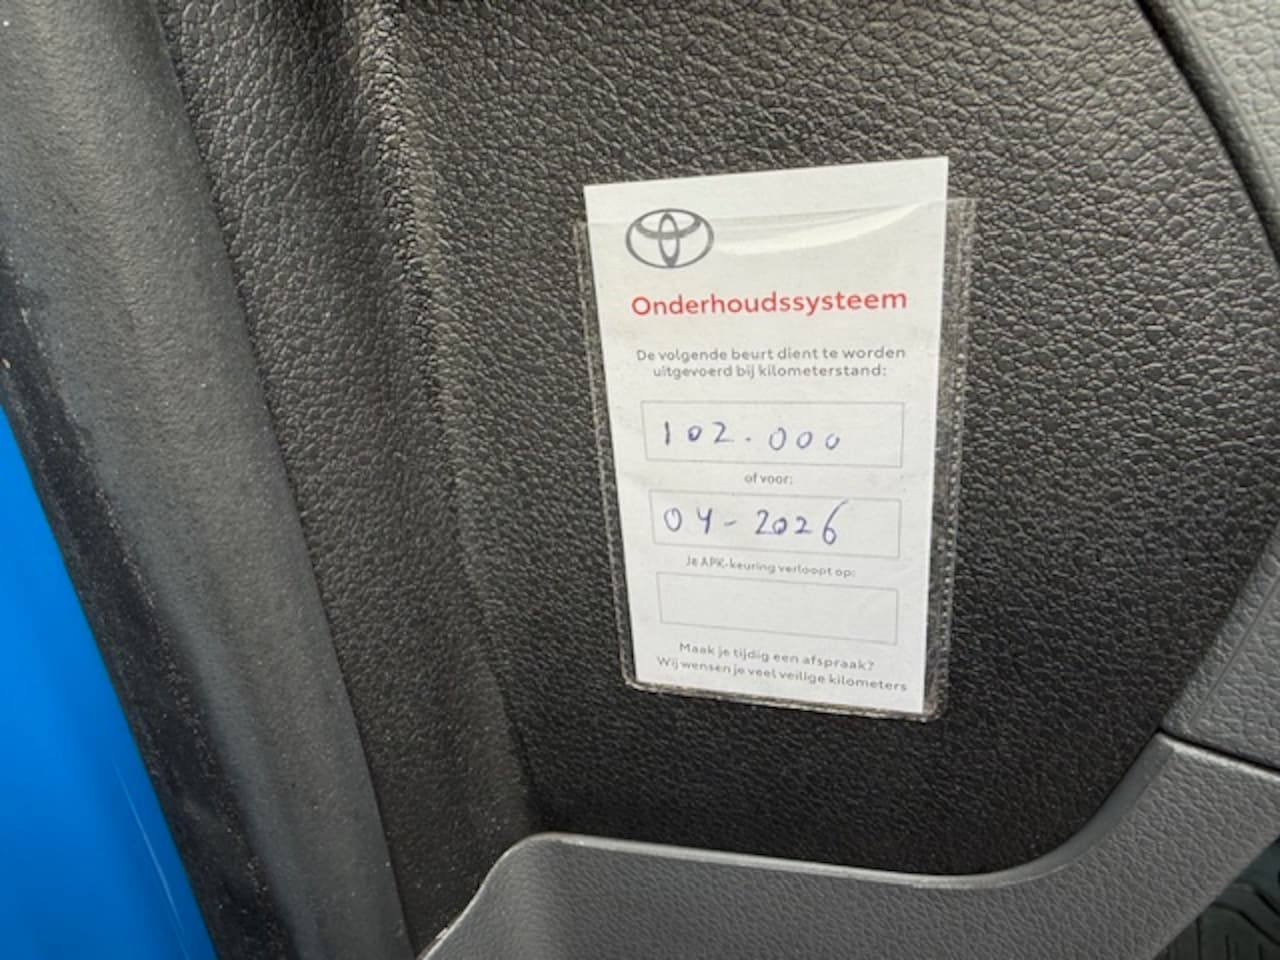 Onderhoudssysteem
De volgende beurt dient te worden
uitgevoerd bij kilometerstand:
102.000
of voor:
04-2026
Je APK-keuring verloopt op:
Maak je tijdig een afspraak?
Wij wensen je veel veilige kilometers